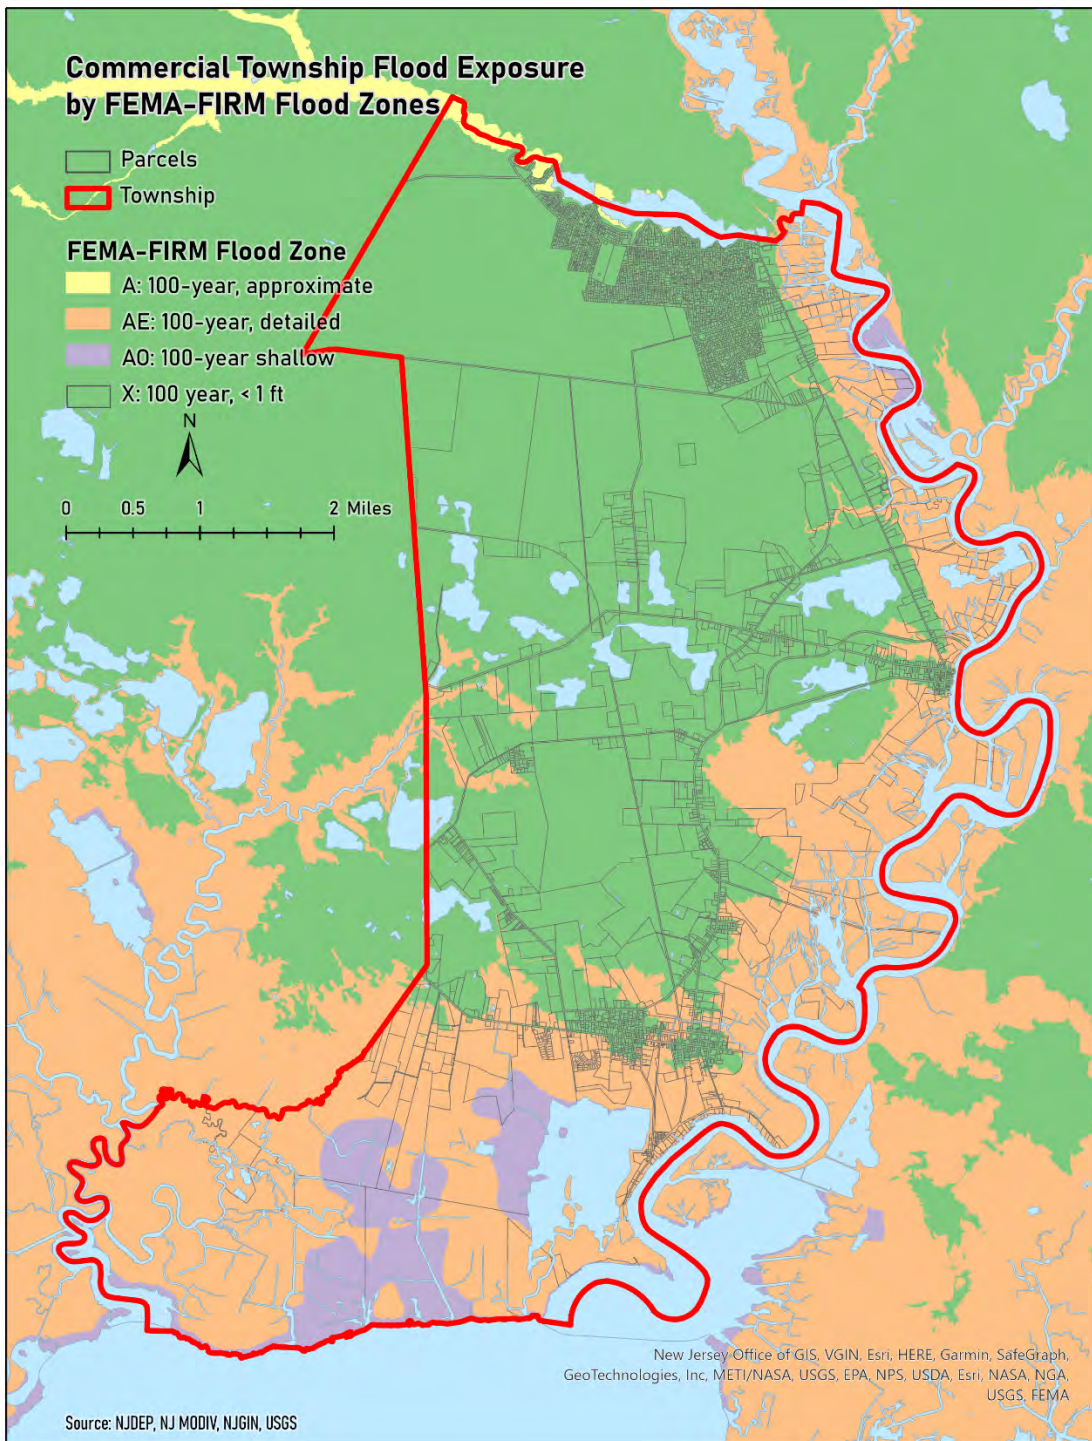 Commercial Township Flood Exposure
by FEMA-FIRM Flood Zones
Parcels
Township
FEMA-FIRM Flood Zone
A: 100-year, approximate
AE: 100-year, detailed
AO: 100-year shallow
X: 100 year, < 1 ft
N
0 0.5 1 2 Miles
New Jersey Office of GIS, VGIN, Esri, HERE, Garmin, SafeGraph,
GeoTechnologies, Inc, METI/NASA, USGS, EPA, NPS, USDA, Esri, NASA, NGA,
USGS, FEMA
Source: NJDEP, NJ MODIV, NJGIN, USGS